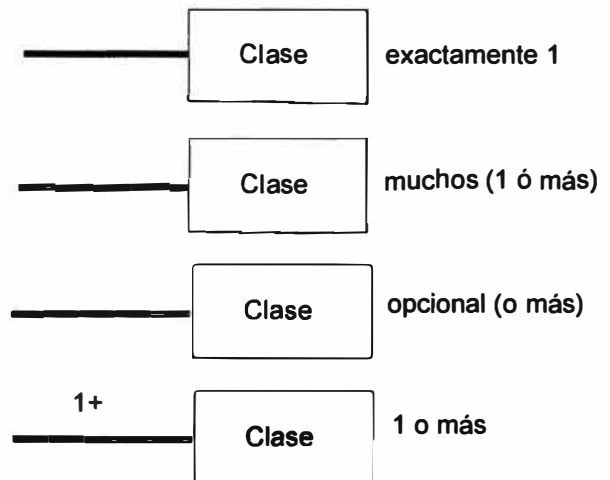 Clase exactamente 1
Clase muchos (1 ó más)
Clase opcional (o más)
1+
Clase 1 o más